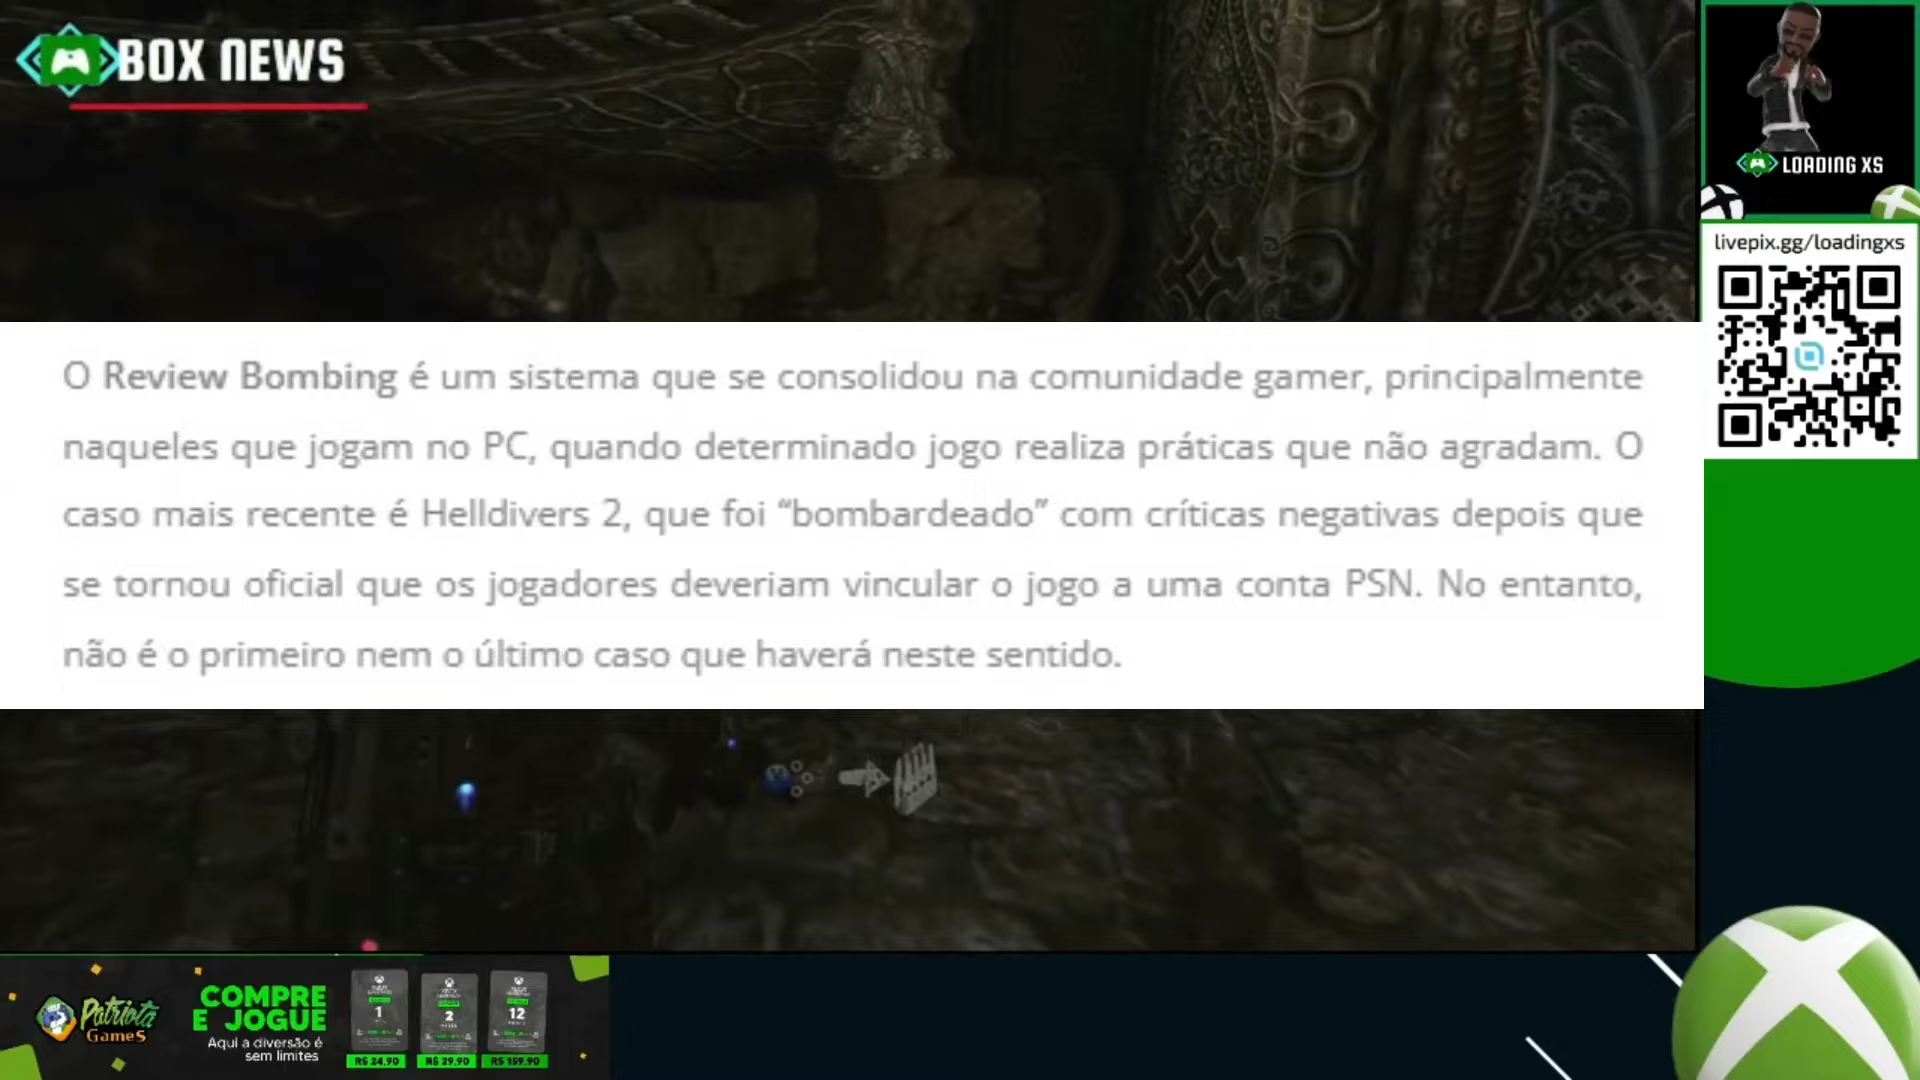 BOX NEWS
LOADING XS
livepix.gg/loadingxs
O Review Bombing é um sistema que se consolidou na comunidade gamer, principalmente
naqueles que jogam no PC, quando determinado jogo realiza práticas que não agradam. O
caso mais recente é Helldivers 2, que foi “bombardeado” com críticas negativas depois que
se tornou oficial que os jogadores deveriam vincular o jogo a uma conta PSN. No entanto,
não é o primeiro nem o último caso que haverá neste sentido.
Patriota
GameS
COMPRE
E JOGUE
Aqui a diversão é
sem limites
1
2
12
R$ 24,90
R$ 29,90
R$ 159,90